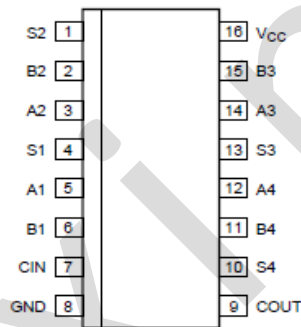 S2 1 16 VCC
B2 2 15 B3
A2 3 14 A3
S1 4 13 S3
A1 5 12 A4
B1 6 11 B4
CIN 7 10 S4
GND 8 9 COUT